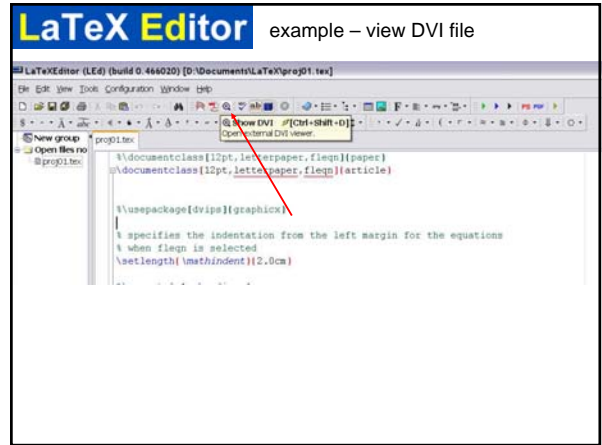 LaTeX Editor example – view DVI file
LaTeXEditor (LEd) (build 0.466020) [D:\Documents\LaTeX\proj01.tex]
File Edit View Tools Configuration Window Help
Show DVI [Ctrl+Shift+D]
Open external DVI viewer.
New group
Open files no
proj01.tex
proj01.tex
%\documentclass[12pt,letterpaper,fleqn]{paper}
\documentclass[12pt,letterpaper,fleqn]{article}
%\usepackage[dvips]{graphicx}
% specifies the indentation from the left margin for the equations
% when fleqn is selected
\setlength{\mathindent}{2.0cm}